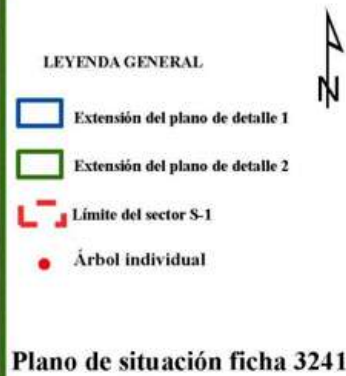 N
LEYENDA GENERAL
Extensión del plano de detalle 1
Extensión del plano de detalle 2
Límite del sector S-1
Árbol individual
Plano de situación ficha 3241